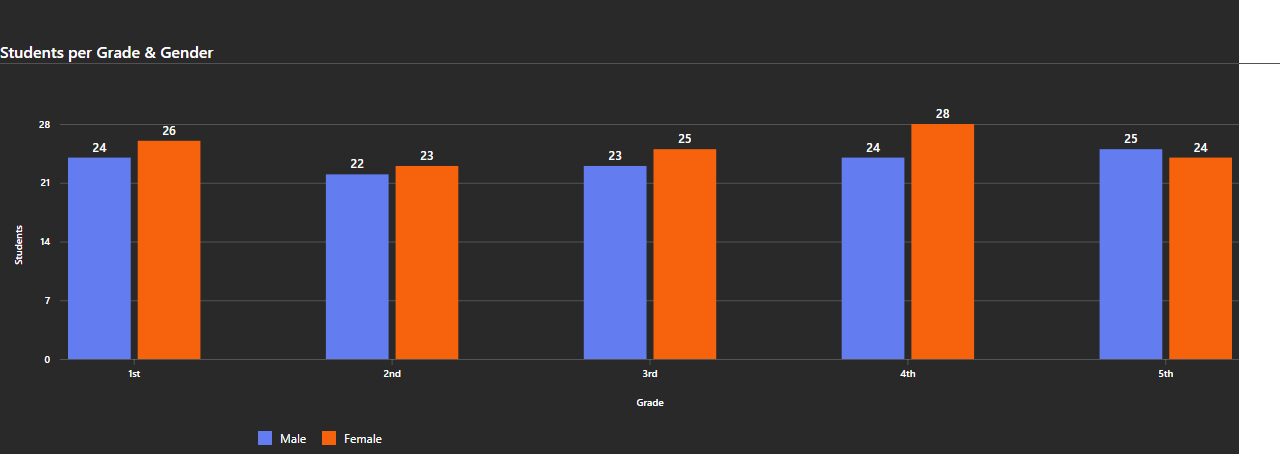 Students per Grade & Gender
28
21
14
7
0
Students
24 26 22 23 23 25 24 28 25 24
1st 2nd 3rd 4th 5th
Grade
Male Female